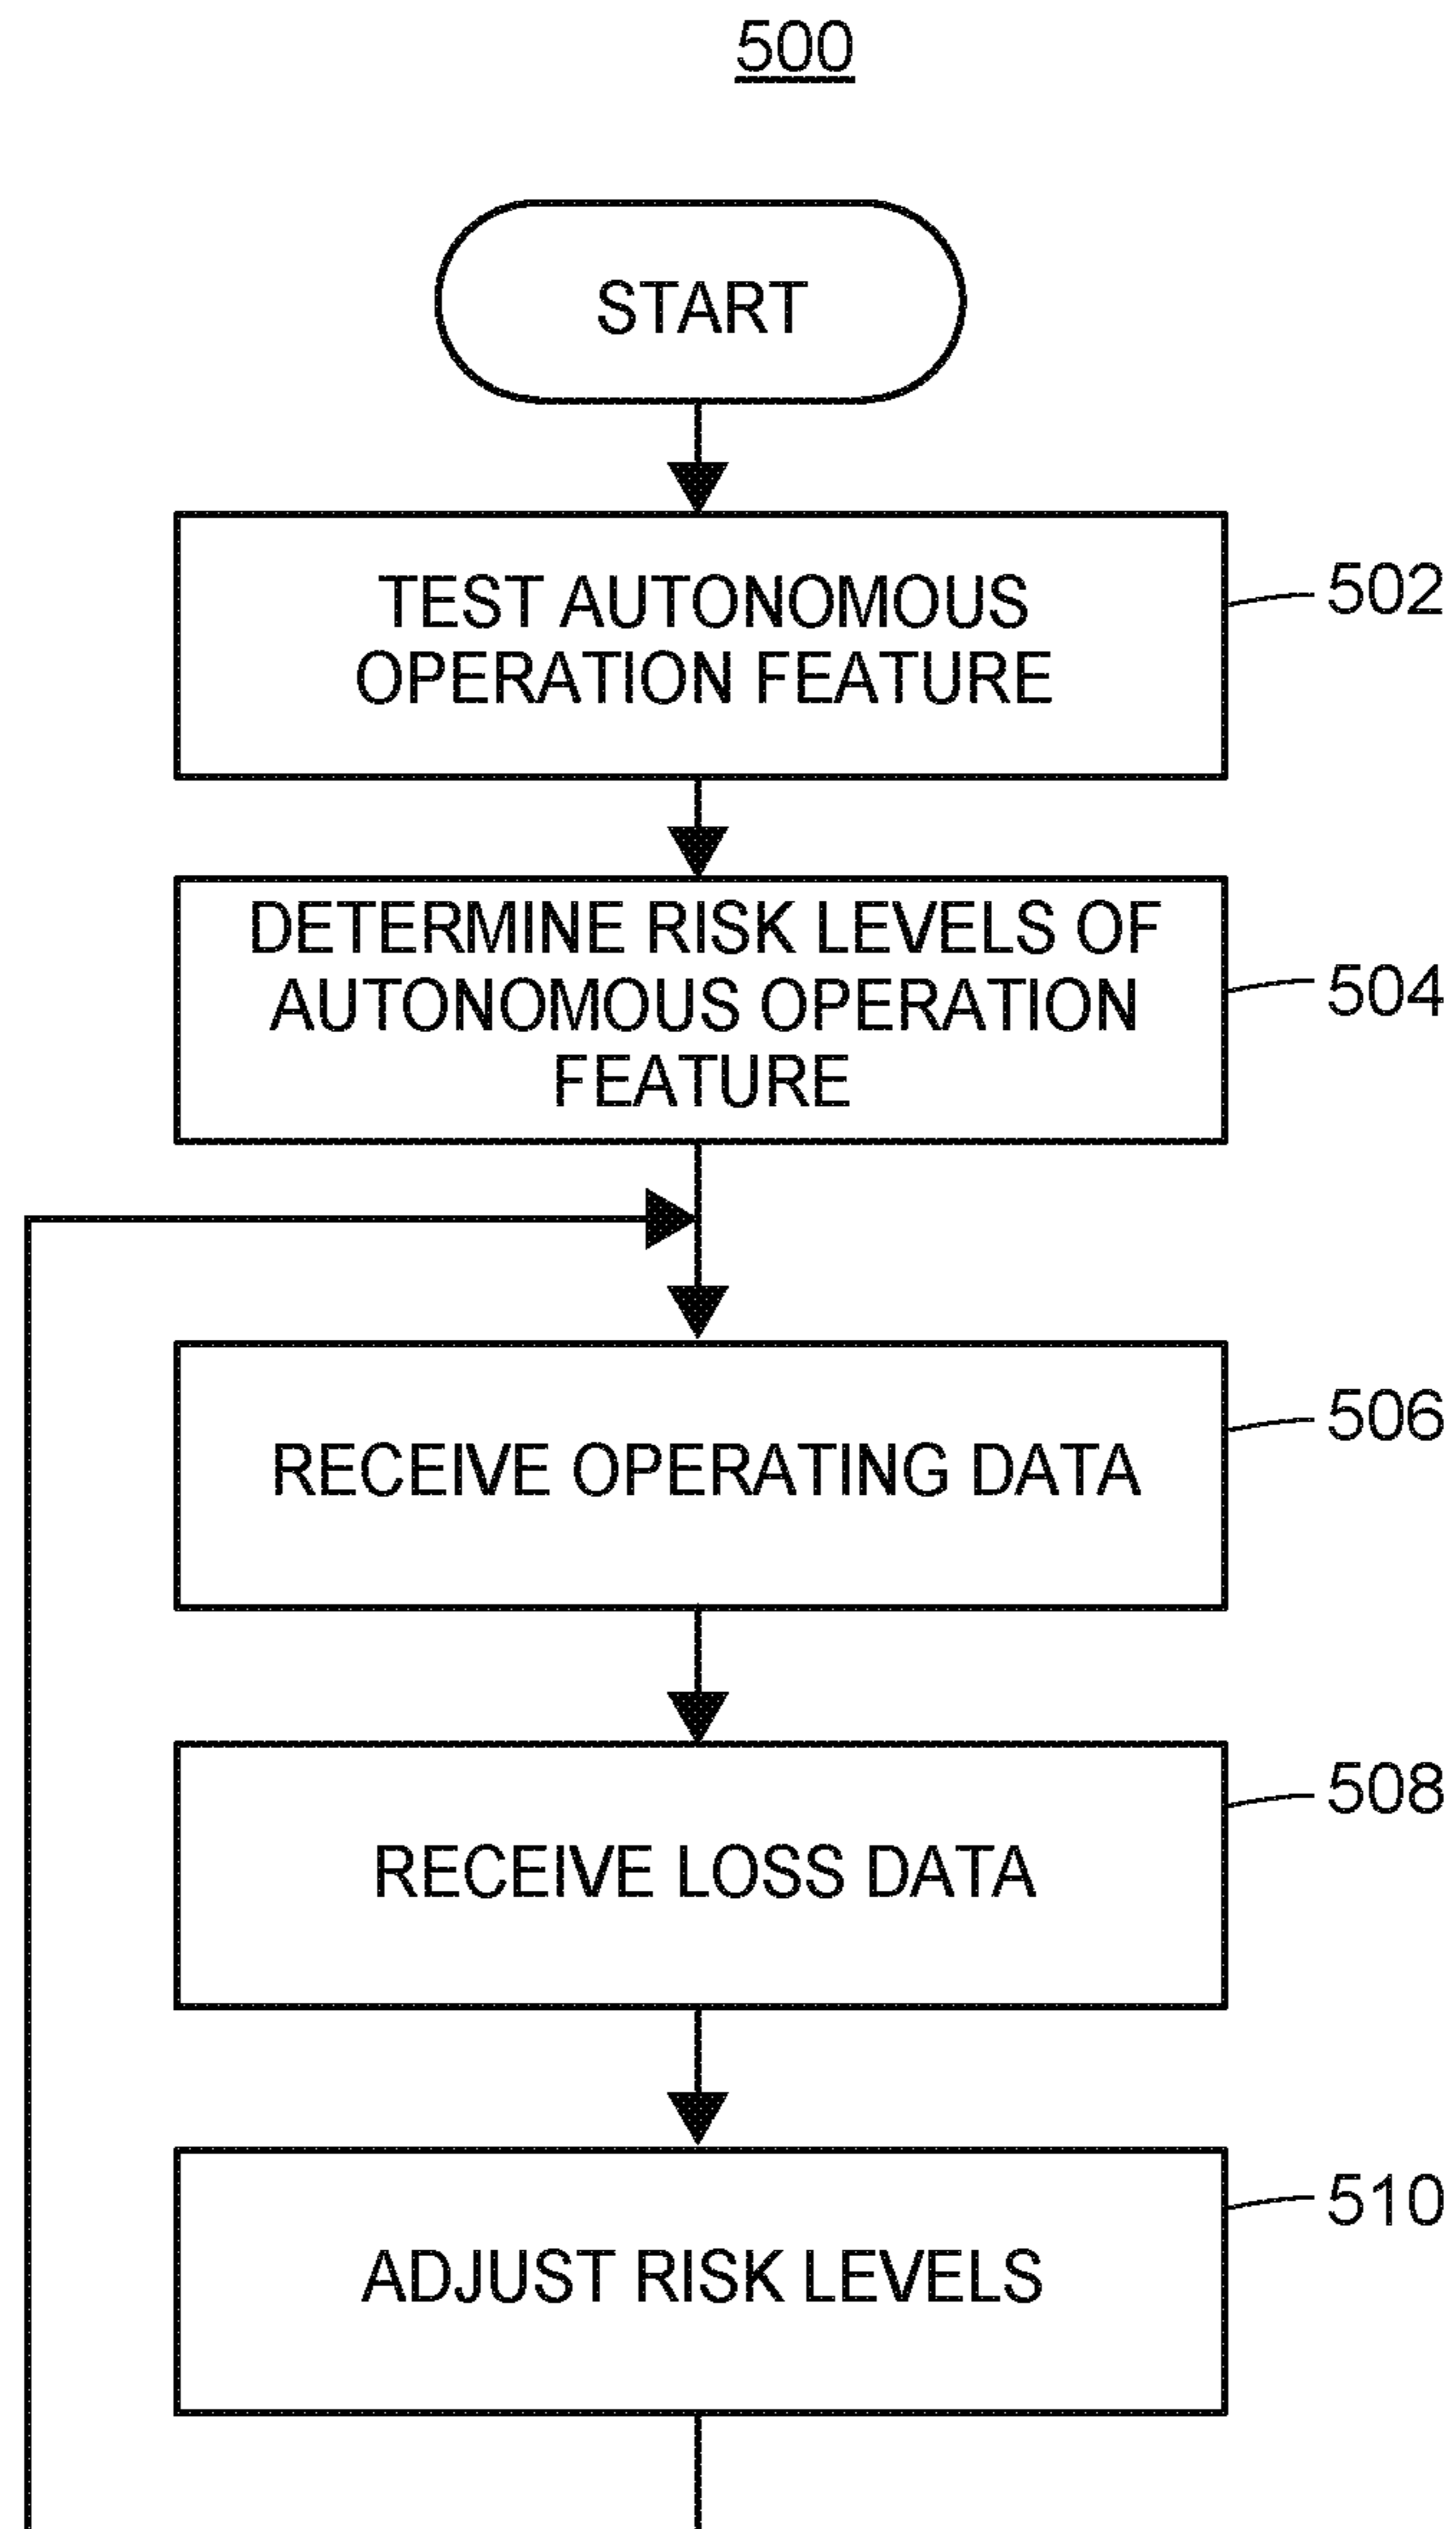 500
START
TEST AUTONOMOUS
OPERATION FEATURE
502
DETERMINE RISK LEVELS OF
AUTONOMOUS OPERATION
FEATURE
504
RECEIVE OPERATING DATA
506
RECEIVE LOSS DATA
508
ADJUST RISK LEVELS
510